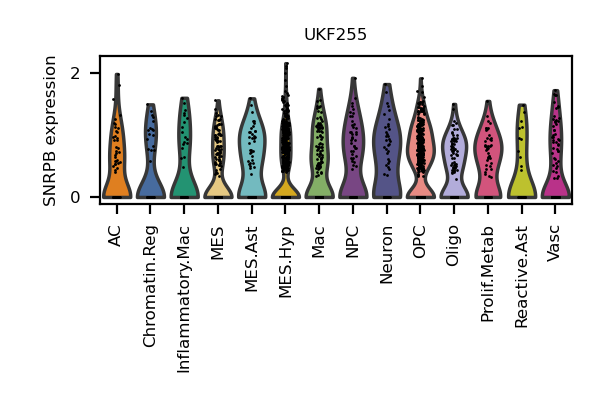 UKF255
SNRPB expression
2
0
AC
Chromatin.Reg
Inflammatory.Mac
MES
MES.Ast
MES.Hyp
Mac
NPC
Neuron
OPC
Oligo
Prolif.Metab
Reactive.Ast
Vasc